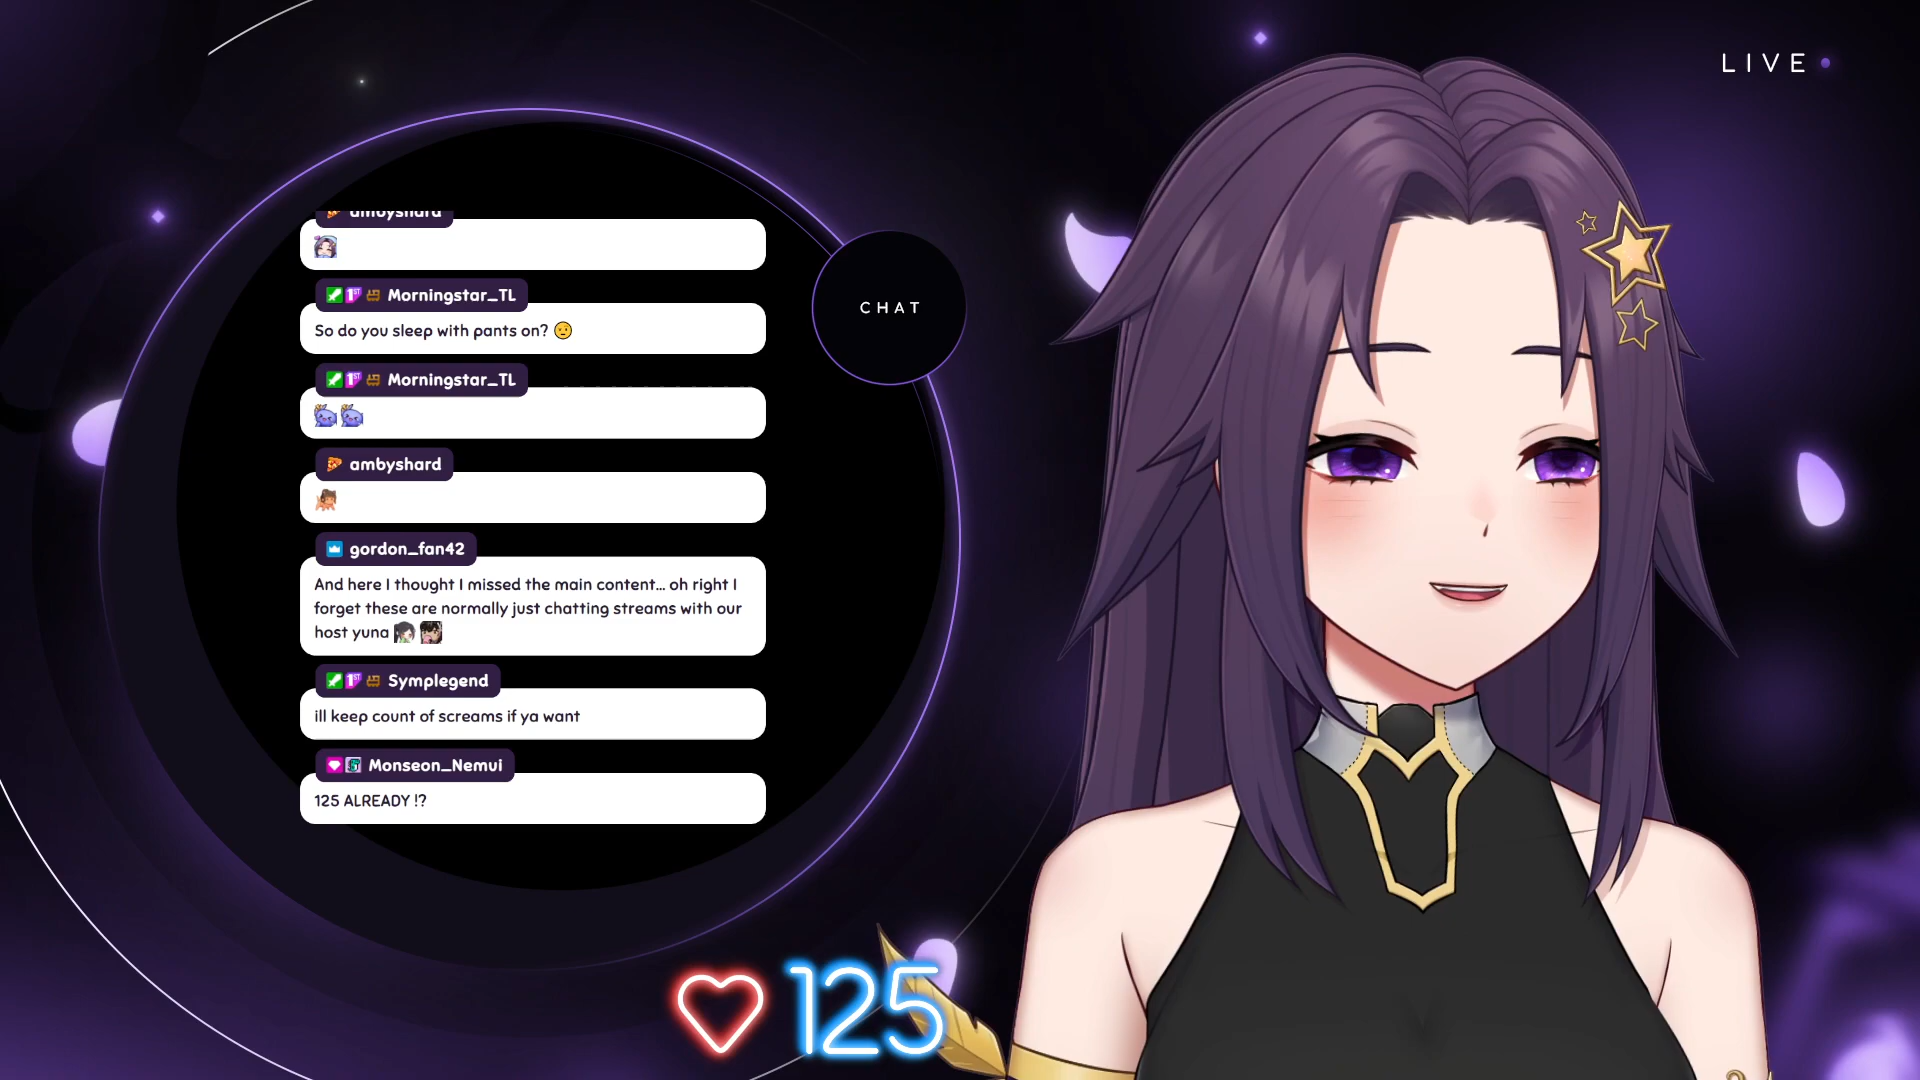 LIVE
ambyshard
Morningstar_TL
So do you sleep with pants on?
Morningstar_TL
ambyshard
gordon_fan42
And here I thought I missed the main content... oh right I
forget these are normally just chatting streams with our
host yuna
Symplegend
ill keep count of screams if ya want
Monseon_Nemui
125 ALREADY !?
CHAT
125